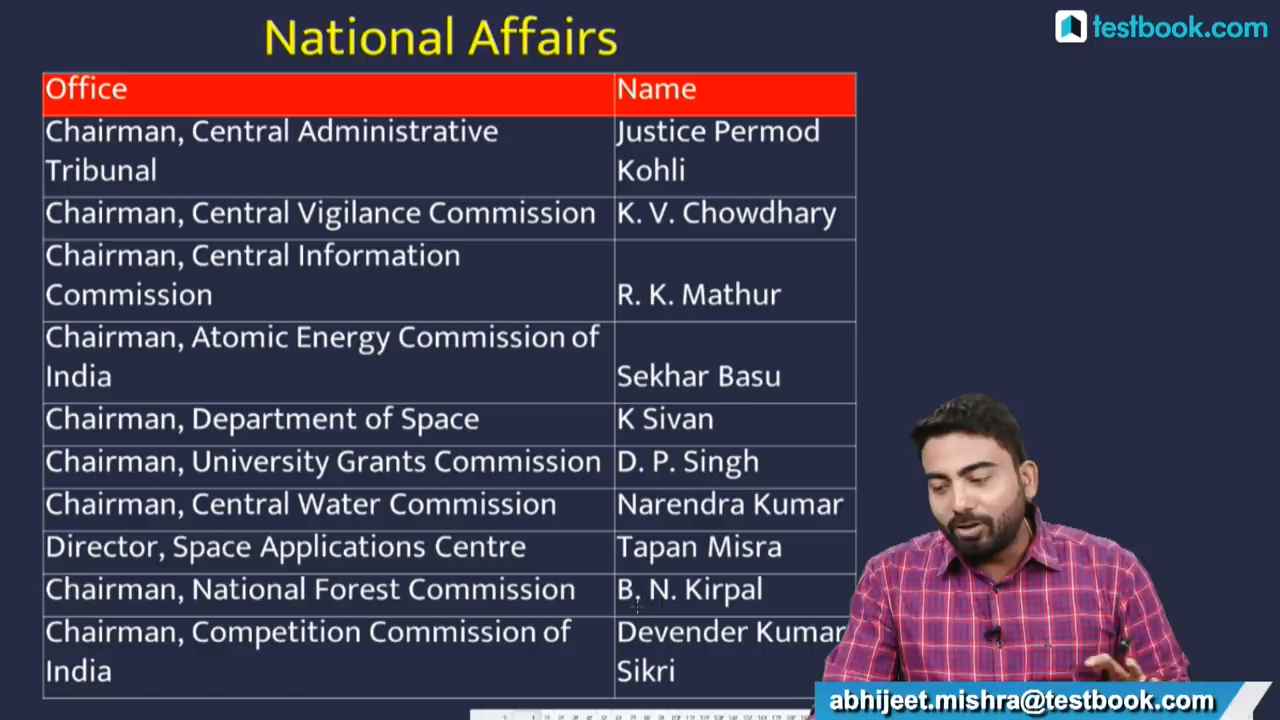 National Affairs
testbook.com
Office Name
Chairman, Central Administrative Justice Permod
Tribunal Kohli
Chairman, Central Vigilance Commission K. V. Chowdhary
Chairman, Central Information
Commission R. K. Mathur
Chairman, Atomic Energy Commission of
India Sekhar Basu
Chairman, Department of Space K Sivan
Chairman, University Grants Commission D. P. Singh
Chairman, Central Water Commission Narendra Kumar
Director, Space Applications Centre Tapan Misra
Chairman, National Forest Commission B. N. Kirpal
Chairman, Competition Commission of Devender Kumar
India Sikri
abhijeet.mishra@testbook.com